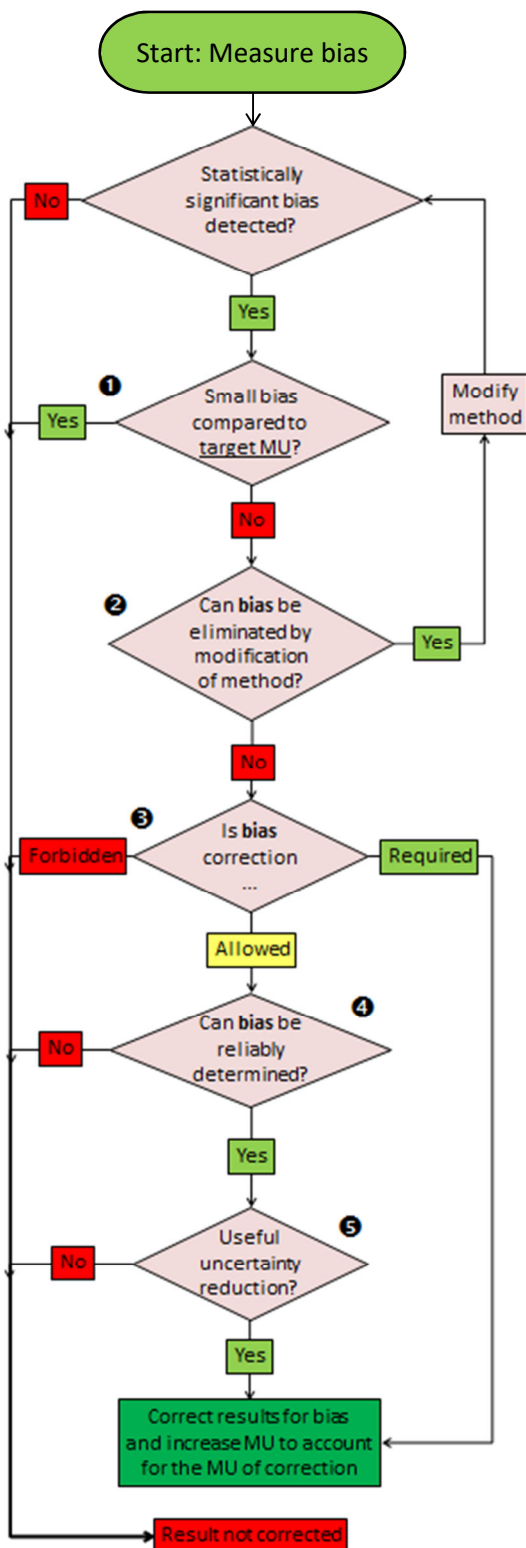 Start: Measure bias
Statistically
significant bias
detected?
No
Yes
❶
Small bias
compared to
target MU?
Yes
Modify
method
No
❷
Can bias be
eliminated by
modification
of method?
Yes
No
❸
Is bias
correction
...
Forbidden
Required
Allowed
❹
Can bias be
reliably
determined?
No
Yes
❺
Useful
uncertainty
reduction?
No
Yes
Correct results for bias
and increase MU to account
for the MU of correction
Result not corrected